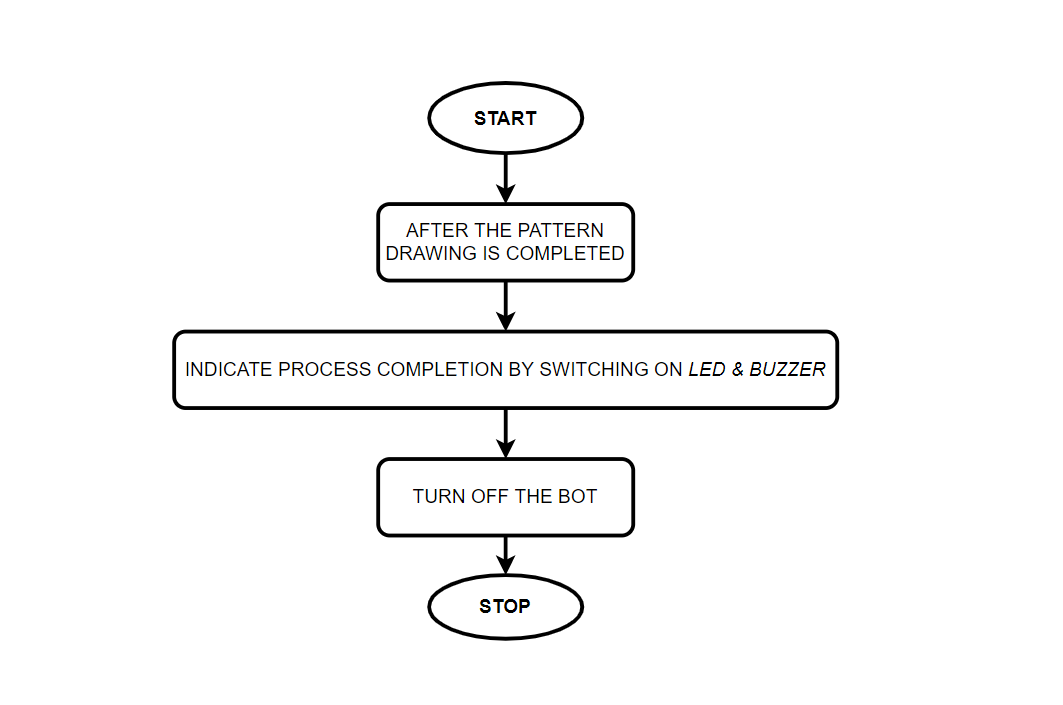 START
AFTER THE PATTERN
DRAWING IS COMPLETED
INDICATE PROCESS COMPLETION BY SWITCHING ON LED & BUZZER
TURN OFF THE BOT
STOP